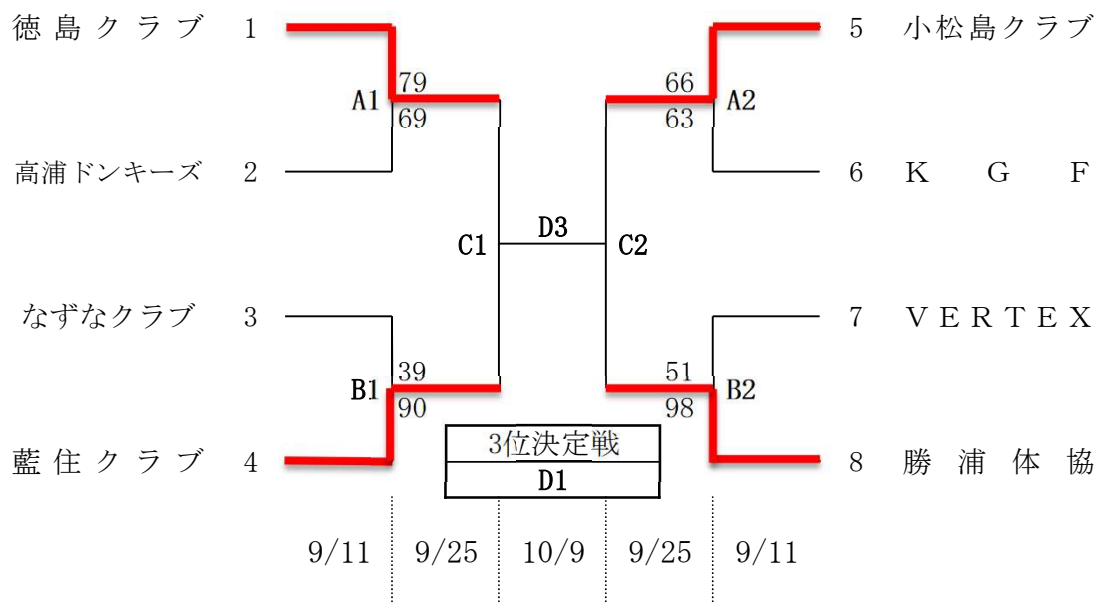 徳島クラブ 1
5 小松島クラブ
79
66
A1
A2
69
63
高浦ドンキーズ 2
6 KGF
D3
C1
C2
なずなクラブ 3
7 VERTEX
39
51
B1
B2
90
98
3位決定戦
藍住クラブ 4
8 勝浦体協
D1
9/11 9/25 10/9 9/25 9/11